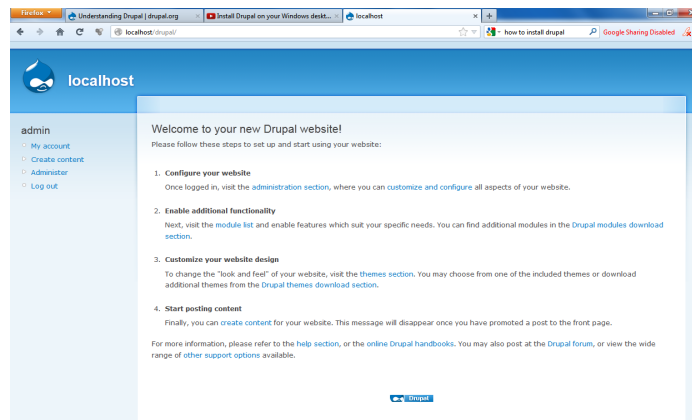 Firefox
Understanding Drupal | drupal.org
Install Drupal on your Windows deskt...
localhost
localhost/drupal/
how to install drupal
Google Sharing Disabled
localhost
admin
My account
Create content
Administer
Log out
Welcome to your new Drupal website!
Please follow these steps to set up and start using your website:
1. Configure your website
Once logged in, visit the administration section, where you can customize and configure all aspects of your website.
2. Enable additional functionality
Next, visit the module list and enable features which suit your specific needs. You can find additional modules in the Drupal modules download
section.
3. Customize your website design
To change the "look and feel" of your website, visit the themes section. You may choose from one of the included themes or download
additional themes from the Drupal themes download section.
4. Start posting content
Finally, you can create content for your website. This message will disappear once you have promoted a post to the front page.
For more information, please refer to the help section, or the online Drupal handbooks. You may also post at the Drupal forum, or view the wide
range of other support options available.
Drupal